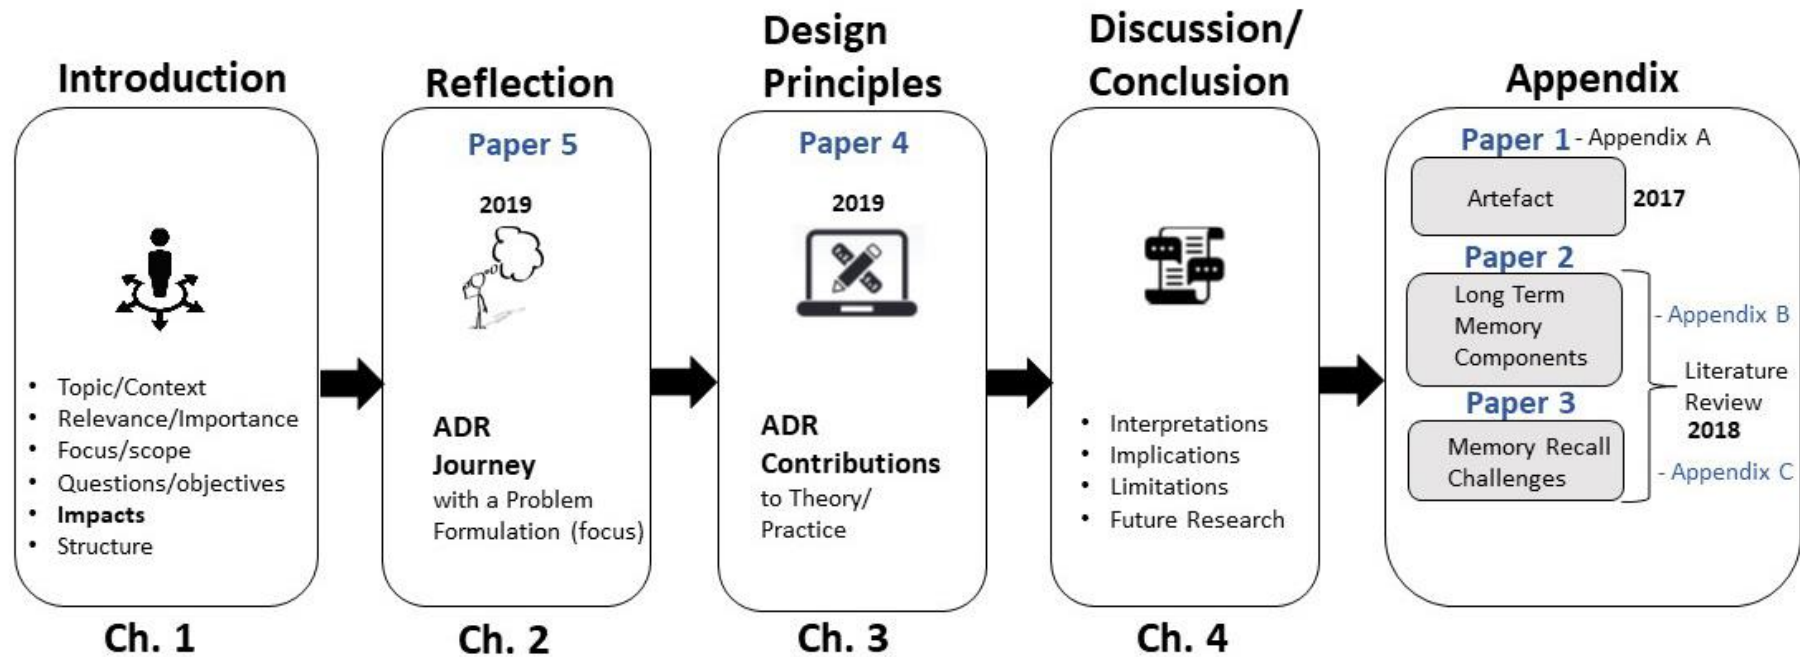 Introduction
• Topic/Context
• Relevance/Importance
• Focus/scope
• Questions/objectives
• Impacts
• Structure
Ch. 1
Reflection
Paper 5
2019
ADR
Journey
with a Problem
Formulation (focus)
Ch. 2
Design
Principles
Paper 4
2019
ADR
Contributions
to Theory/
Practice
Ch. 3
Discussion/
Conclusion
• Interpretations
• Implications
• Limitations
• Future Research
Ch. 4
Appendix
Paper 1 - Appendix A
Artefact
2017
Paper 2
Long Term
Memory
Components
- Appendix B
Literature
Review
2018
Paper 3
Memory Recall
Challenges
- Appendix C